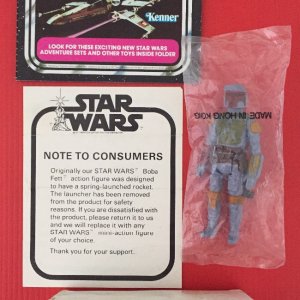 Kenner
LOOK FOR THESE EXCITING NEW STAR WARS
ADVENTURE SETS AND OTHER TOYS INSIDE FOLDER
STAR
WARS
NOTE TO CONSUMERS
Originally our STAR WARS Boba
Fett action figure was designed
to have a spring-launched rocket.
The launcher has been removed
from the product for safety
reasons. If you are dissatisfied
with the product, please return it to us
and we will replace it with any
STAR WARS mini-action figure
of your choice.
Thank you for your support.
MADE IN HONG KONG